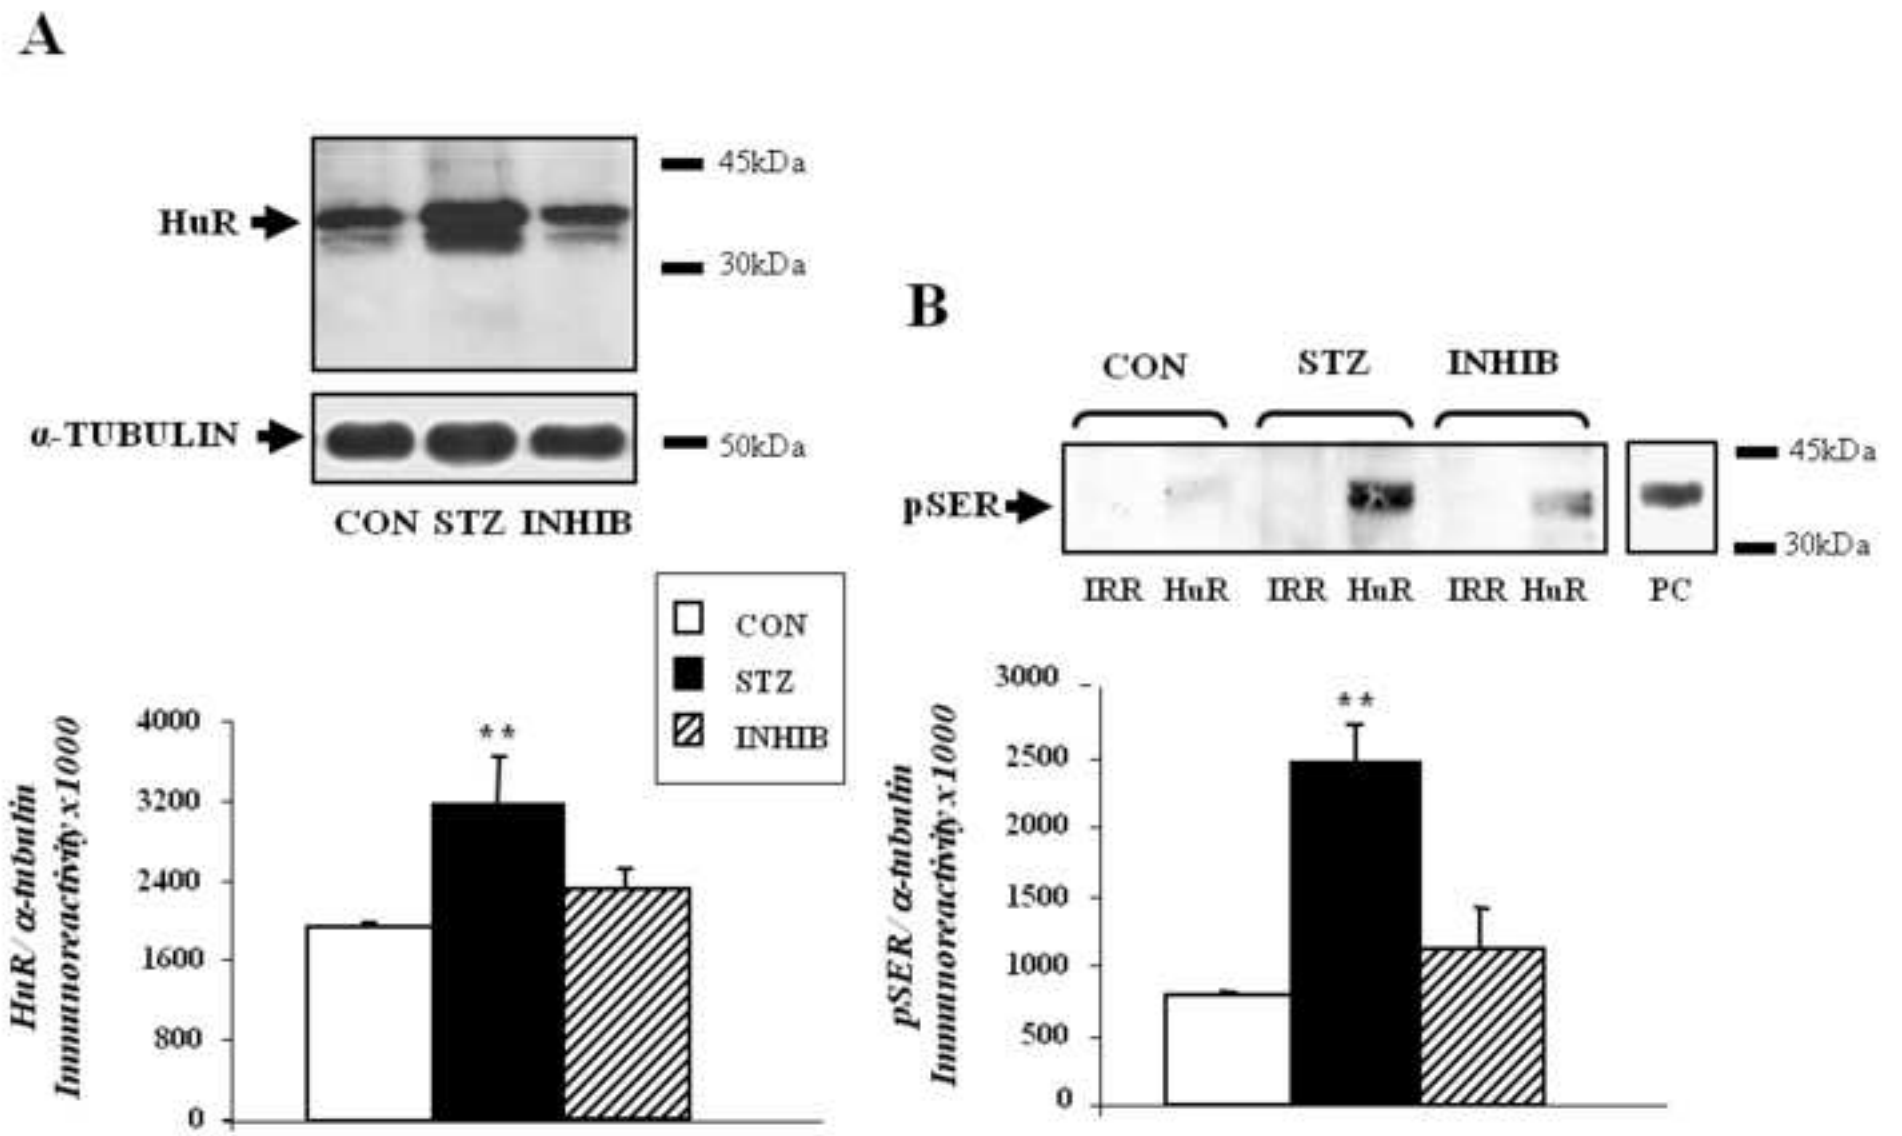 A
45kDa
HuR
30kDa
α-TUBULIN
50kDa
CON STZ INHIB
CON
STZ
INHIB
4000
3200
2400
1600
800
0
**
HuR/ α-tubulin
Immunoreactivity x1000
B
CON STZ INHIB
45kDa
pSER
30kDa
IRR HuR IRR HuR IRR HuR PC
3000
2500
2000
1500
1000
500
0
**
pSER/ α-tubulin
Immunoreactivity x1000